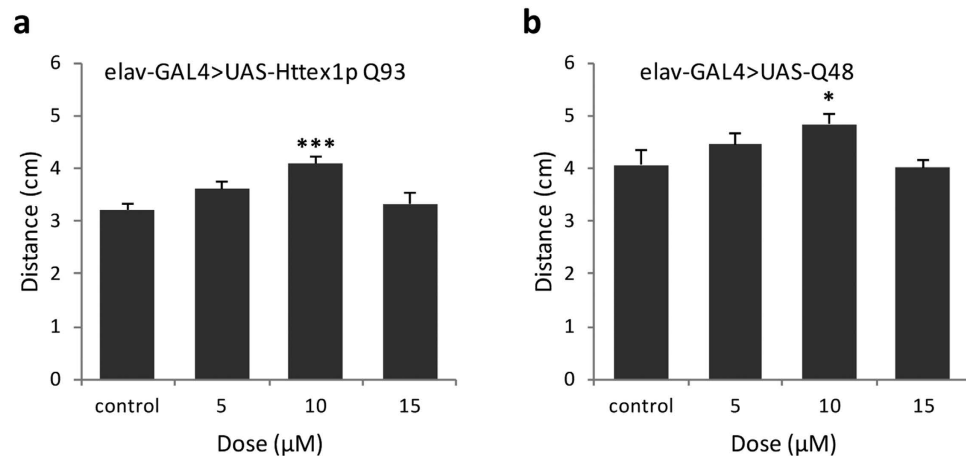 a
elav-GAL4>UAS-Httex1p Q93
6
5
4
3
2
1
0
***
Distance (cm)
control 5 10 15
Dose (μM)
b
elav-GAL4>UAS-Q48
6
5
4
3
2
1
0
*
Distance (cm)
control 5 10 15
Dose (μM)